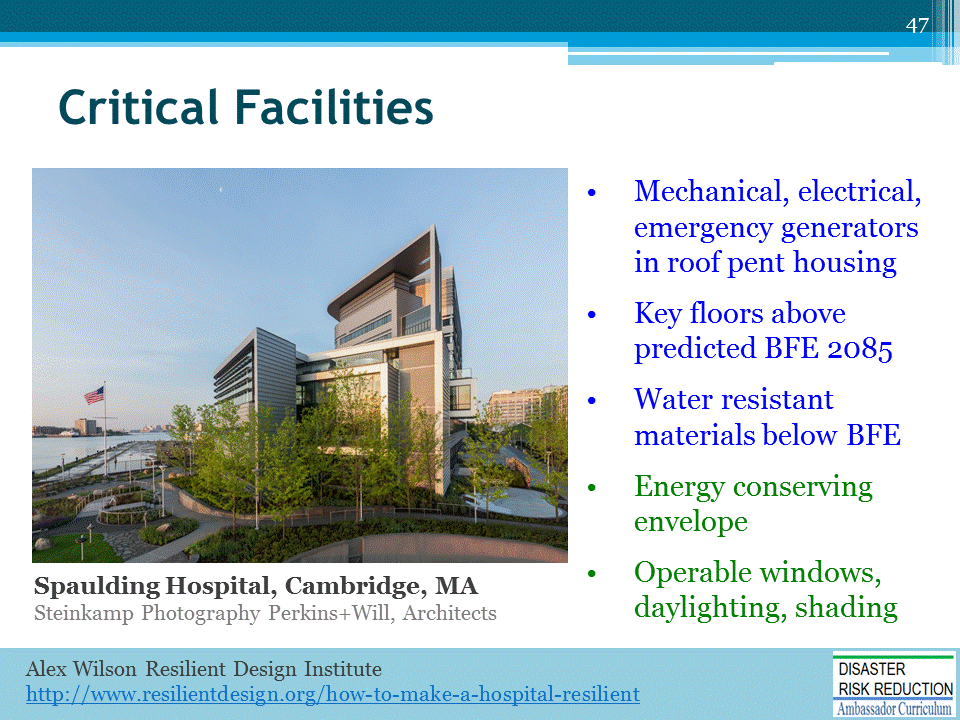 47
Critical Facilities
• Mechanical, electrical,
emergency generators
in roof pent housing
• Key floors above
predicted BFE 2085
• Water resistant
materials below BFE
• Energy conserving
envelope
• Operable windows,
daylighting, shading
Spaulding Hospital, Cambridge, MA
Steinkamp Photography Perkins+Will, Architects
Alex Wilson Resilient Design Institute
http://www.resilientdesign.org/how-to-make-a-hospital-resilient
DISASTER
RISK REDUCTION
Ambassador Curriculum